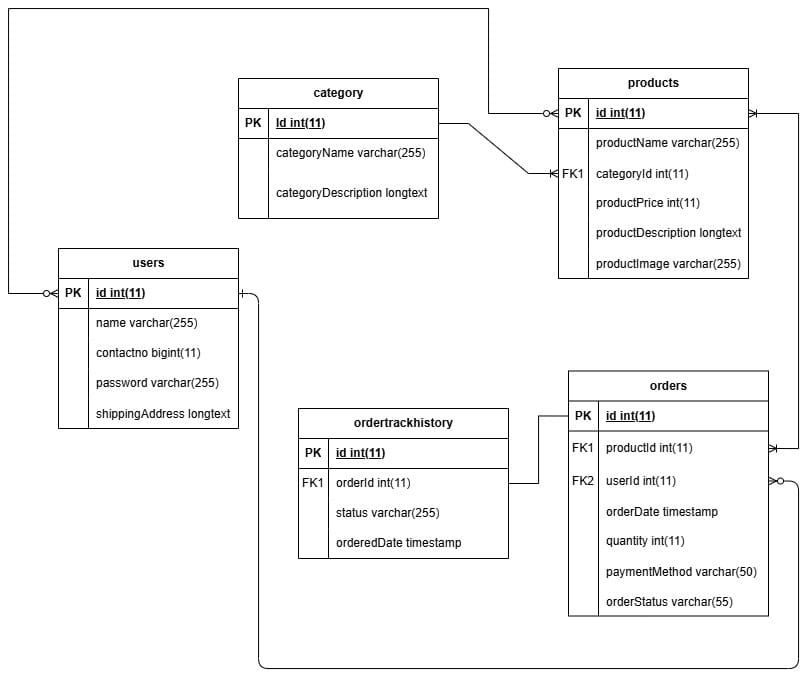 category
PK Id int(11)
categoryName varchar(255)
categoryDescription longtext
products
PK id int(11)
productName varchar(255)
FK1 categoryId int(11)
productPrice int(11)
productDescription longtext
productImage varchar(255)
users
PK id int(11)
name varchar(255)
contactno bigint(11)
password varchar(255)
shippingAddress longtext
ordertrackhistory
PK id int(11)
FK1 orderId int(11)
status varchar(255)
orderedDate timestamp
orders
PK id int(11)
FK1 productId int(11)
FK2 userId int(11)
orderDate timestamp
quantity int(11)
paymentMethod varchar(50)
orderStatus varchar(55)